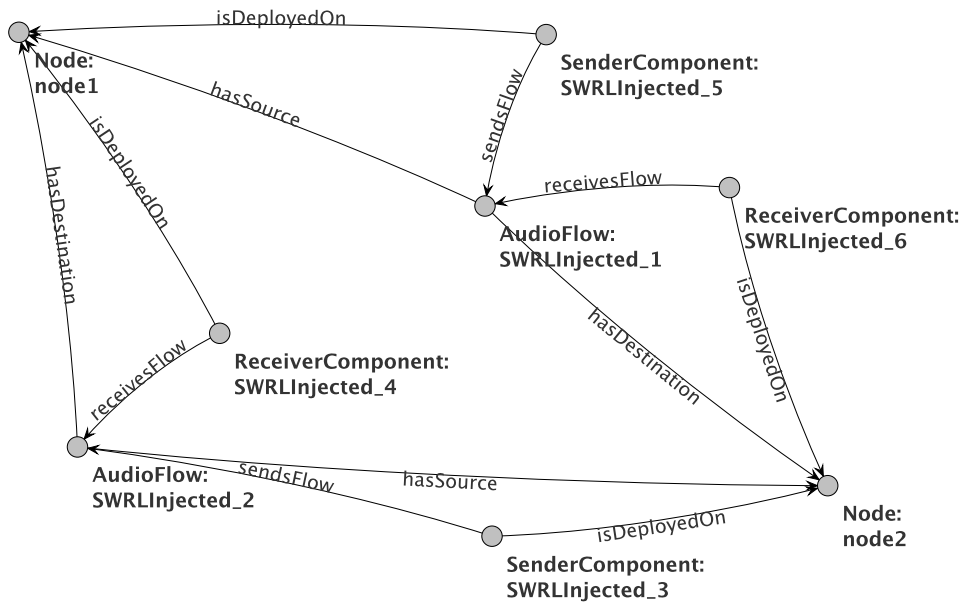 isDeployedOn
Node:
node1
SenderComponent:
SWRLInjected_5
hasSource
sendsFlow
isDeployedOn
receivesFlow
ReceiverComponent:
SWRLInjected_6
hasDestination
AudioFlow:
SWRLInjected_1
isDeployedOn
hasDestination
receivesFlow
ReceiverComponent:
SWRLInjected_4
AudioFlow:
SWRLInjected_2
sendsFlow
hasSource
isDeployedOn
Node:
node2
SenderComponent:
SWRLInjected_3